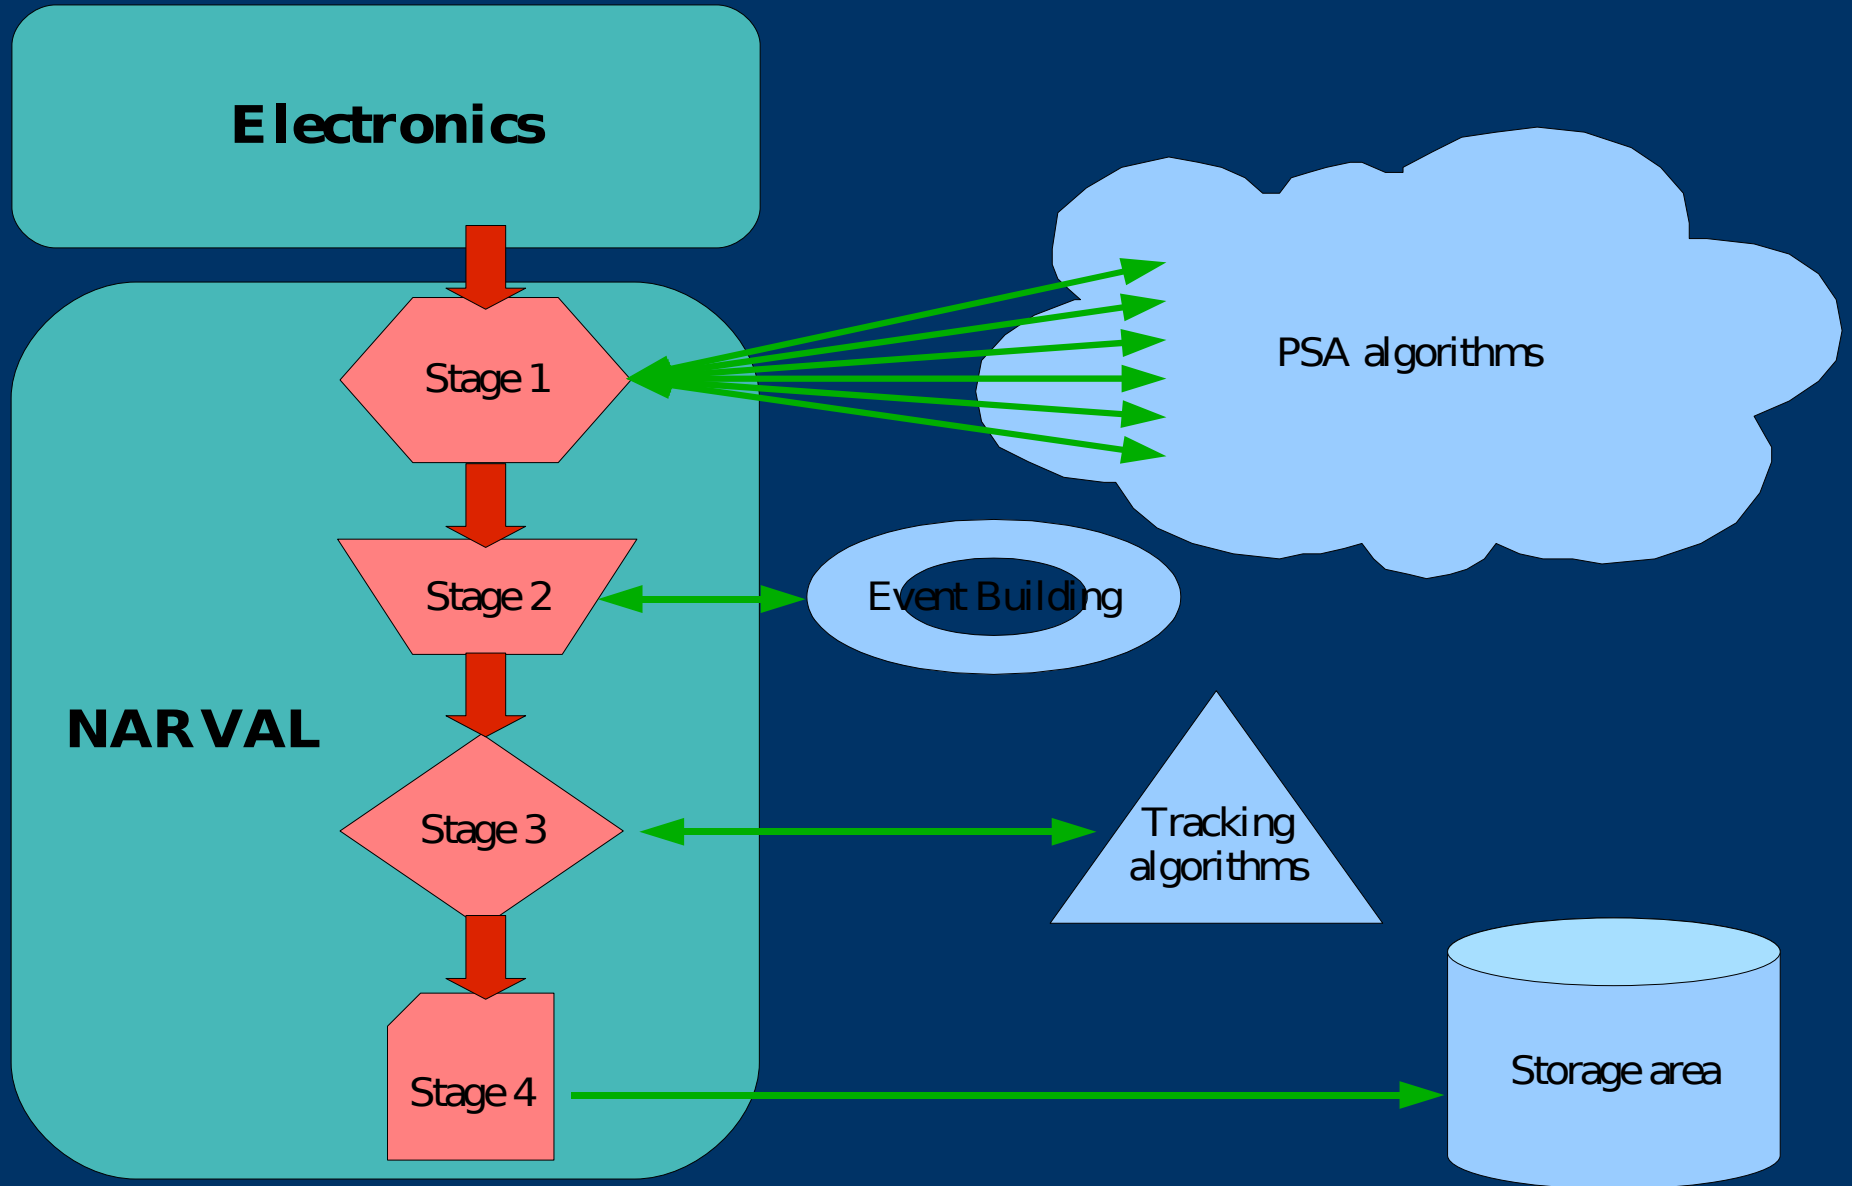 Electronics
Stage 1
PSA algorithms
Stage 2
Event Building
NARVAL
Stage 3
Tracking
algorithms
Stage 4
Storage area